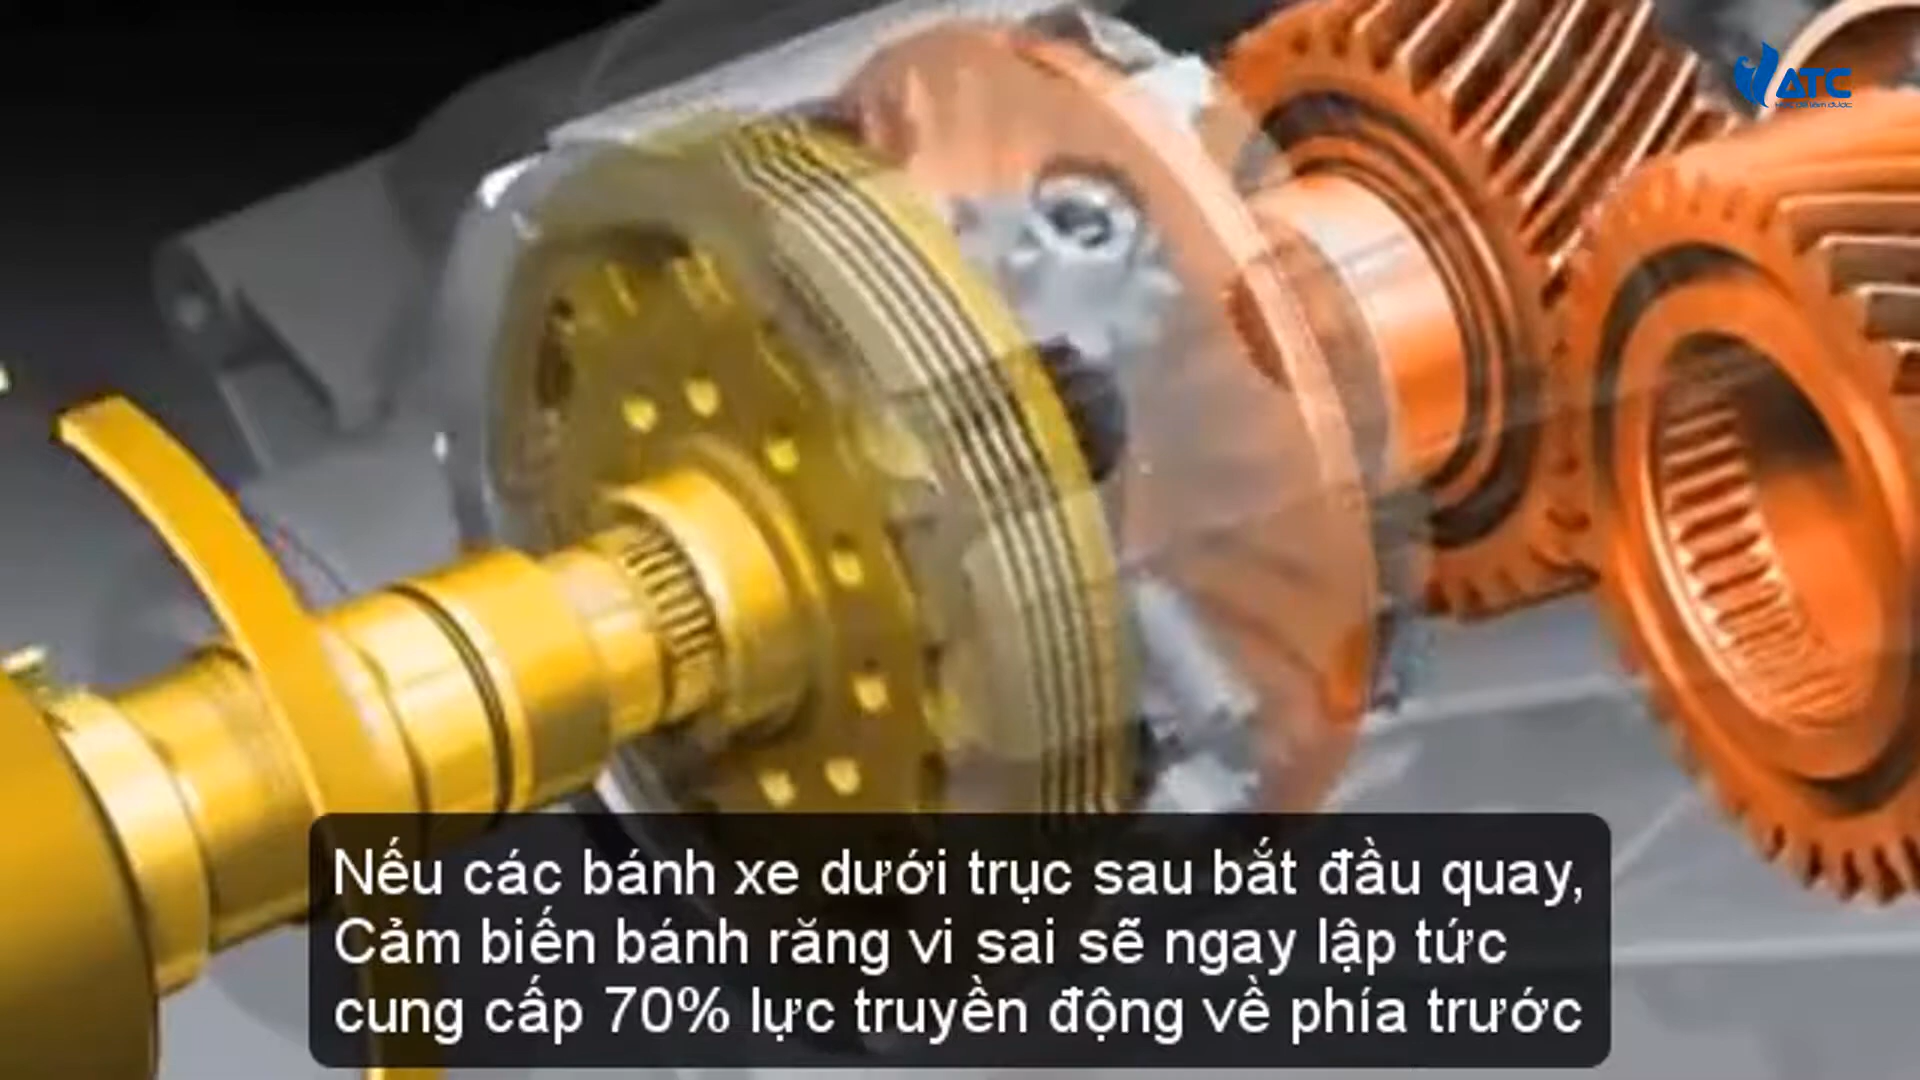 ATC
Nếu các bánh xe dưới trục sau bắt đầu quay,
Cảm biến bánh răng vi sai sẽ ngay lập tức
cung cấp 70% lực truyền động về phía trước